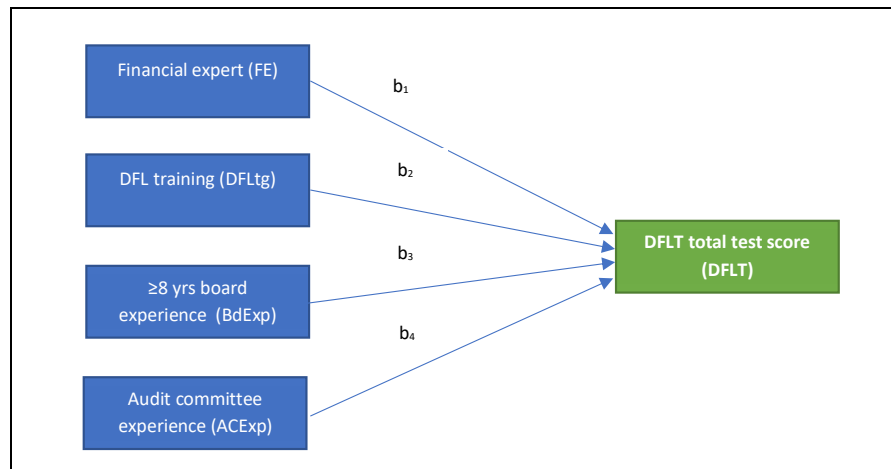 Financial expert (FE)
b₁
DFL training (DFLtg)
b₂
≥8 yrs board
experience (BdExp)
b₃
Audit committee
experience (ACExp)
b₄
DFLT total test score
(DFLT)